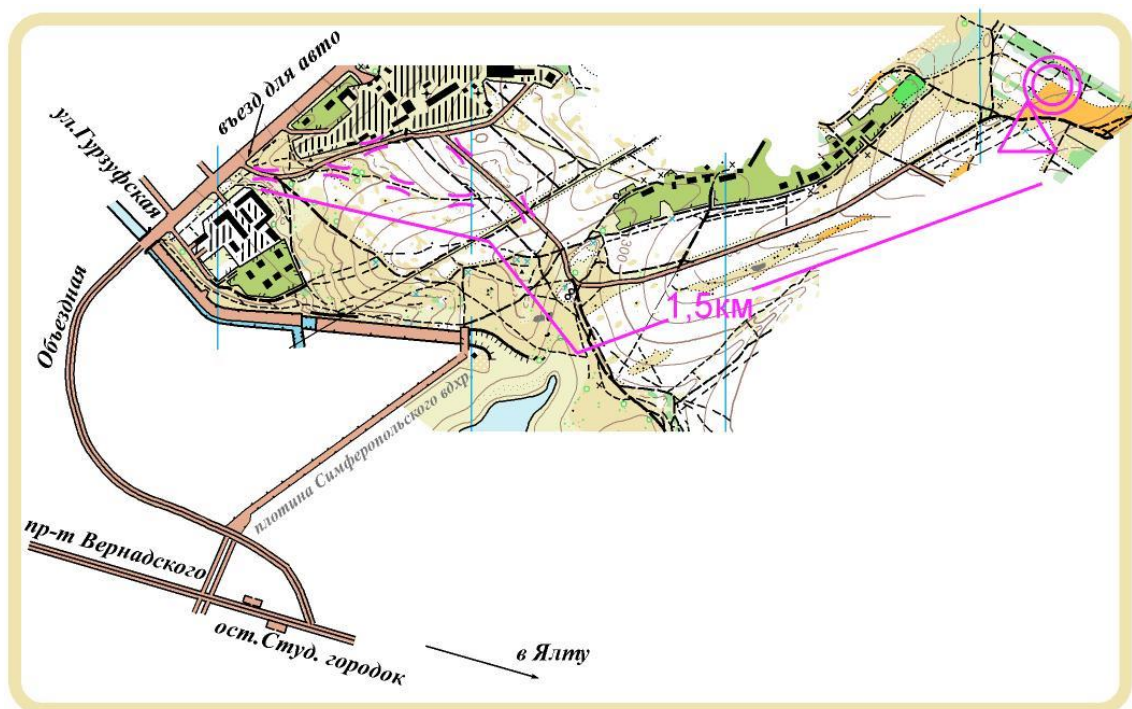 въезд для авто
ул.Гурзуфская
Объездная
300
1,5км
плотина Симферопольского вдхр.
пр-т Вернадского
ост.Студ. городок
в Ялту